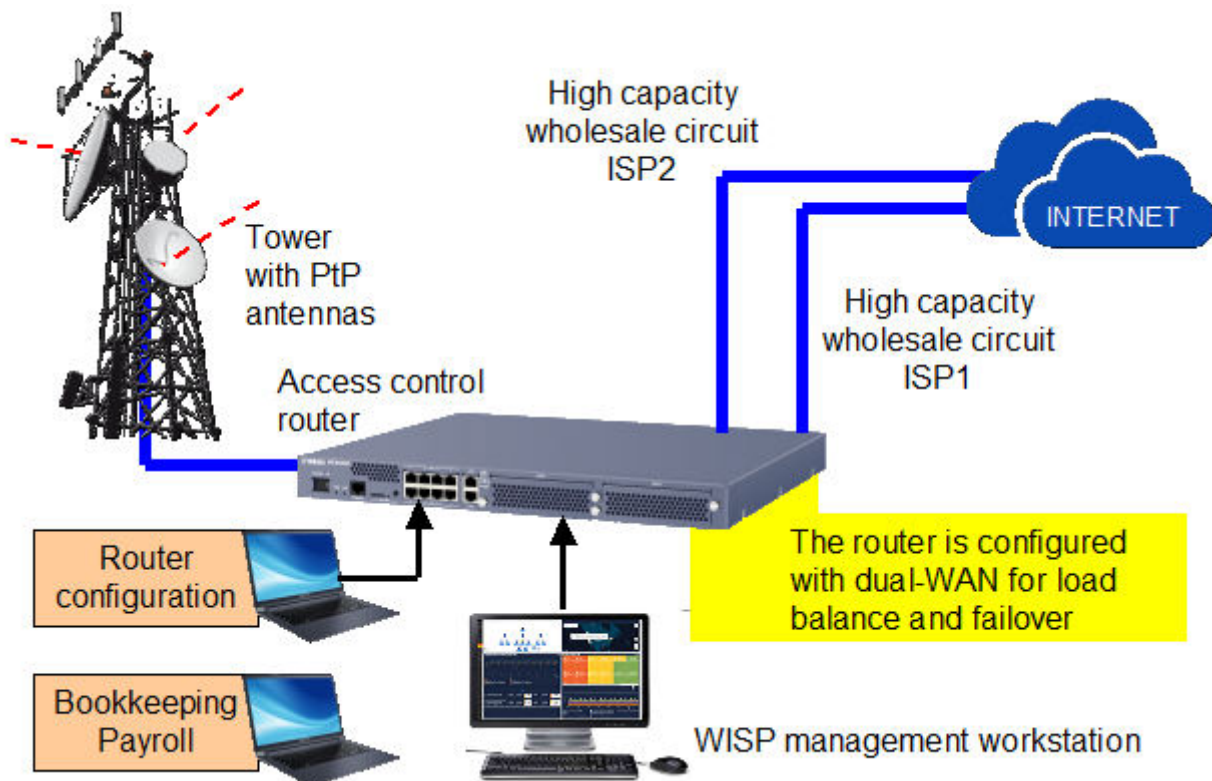 High capacity
wholesale circuit
ISP2
INTERNET
Tower
with PtP
antennas
High capacity
wholesale circuit
ISP1
Access control
router
Router
configuration
The router is configured
with dual-WAN for load
balance and failover
Bookkeeping
Payroll
WISP management workstation